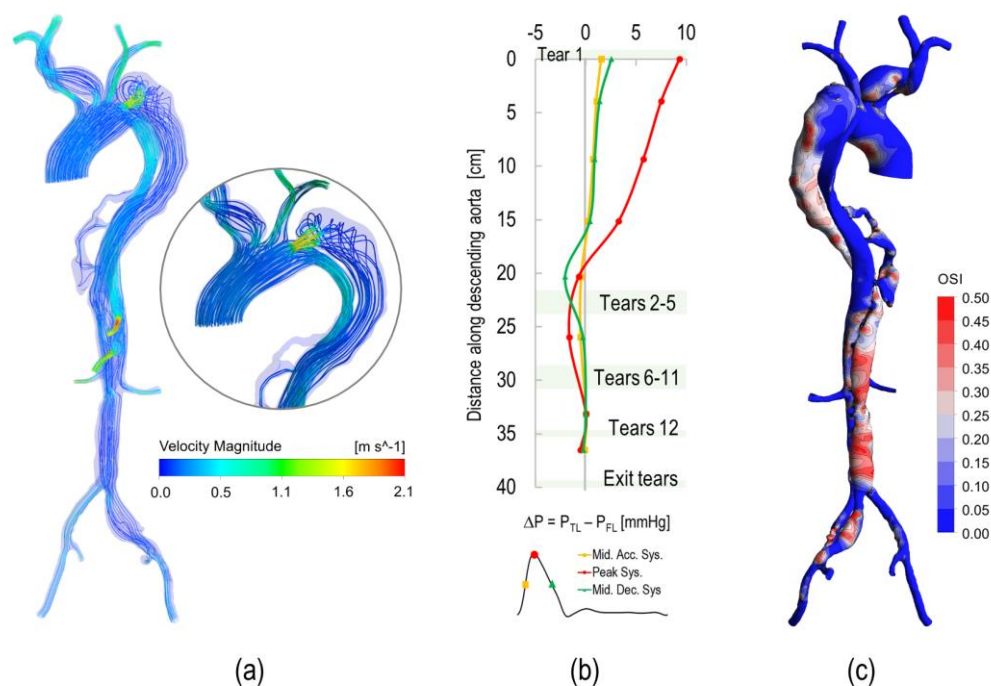 Velocity Magnitude [m s^-1]
0.0 0.5 1.1 1.6 2.1
(a)
-5 0 5 10
Tear 1
0
5
10
15
20
25
30
35
40
Distance along descending aorta [cm]
Tears 2-5
Tears 6-11
Tears 12
Exit tears
ΔP = PTL – PFL [mmHg]
Mid. Acc. Sys.
Peak Sys.
Mid. Dec. Sys
(b)
OSI
0.50
0.45
0.40
0.35
0.30
0.25
0.20
0.15
0.10
0.05
0.00
(c)